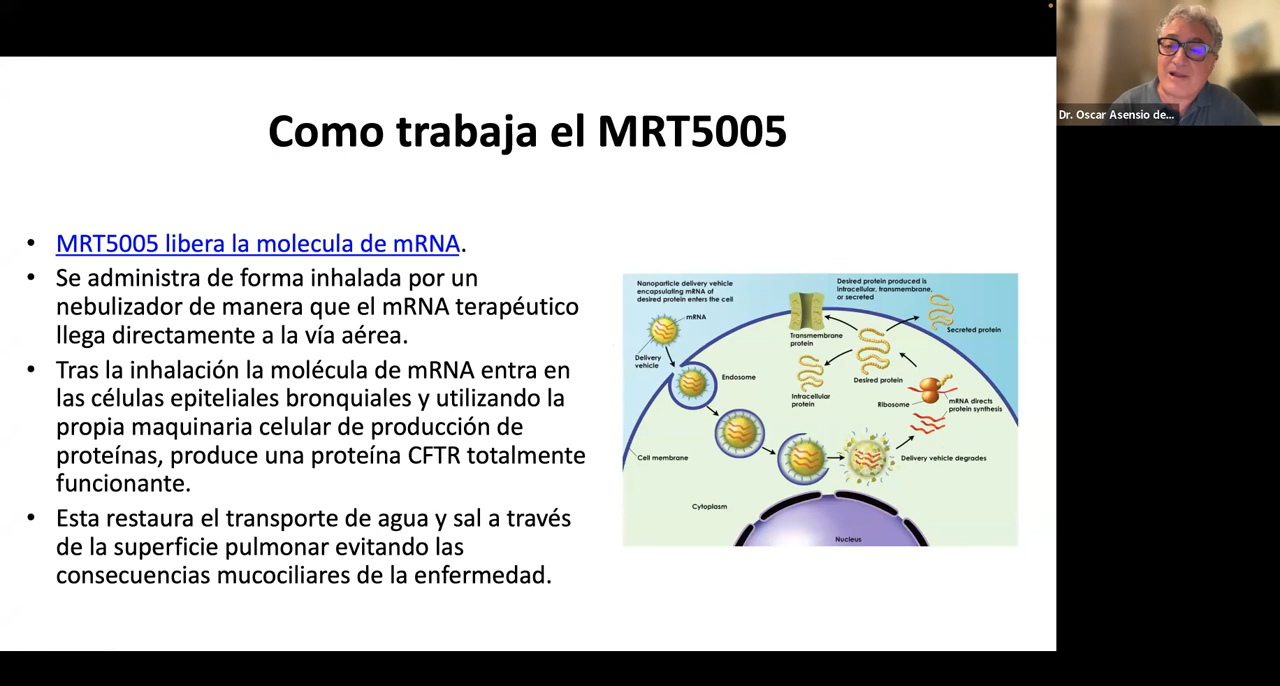 Como trabaja el MRT5005
• MRT5005 libera la molecula de mRNA.
• Se administra de forma inhalada por un
nebulizador de manera que el mRNA terapéutico
llega directamente a la vía aérea.
• Tras la inhalación la molécula de mRNA entra en
las células epiteliales bronquiales y utilizando la
propia maquinaria celular de producción de
proteínas, produce una proteína CFTR totalmente
funcionante.
• Esta restaura el transporte de agua y sal a través
de la superficie pulmonar evitando las
consecuencias mucociliares de la enfermedad.
Nanoparticle delivery vehicle
encapsulating mRNA of
desired protein enters the cell
mRNA
Delivery
vehicle
Endosome
Cell membrane
Desired protein produced is
intracellular, transmembrane,
or secreted
Transmembrane
protein
Secreted protein
Intracellular
protein
Desired protein
Ribosome
mRNA directs
protein synthesis
Delivery vehicle degrades
Cytoplasm
Nucleus
Dr. Oscar Asensio de...